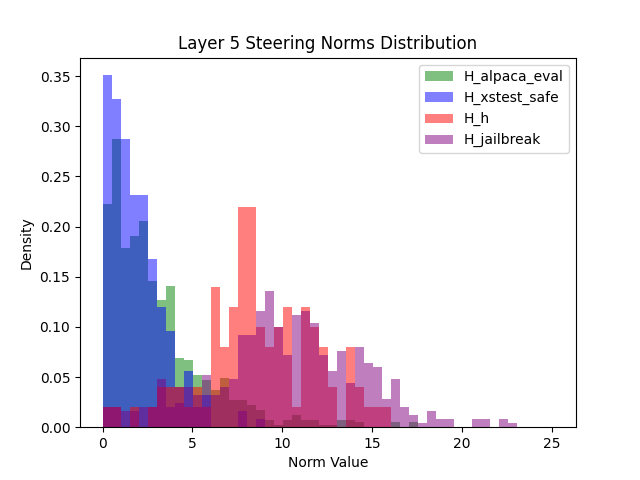 Layer 5 Steering Norms Distribution
H_alpaca_eval
H_xstest_safe
H_h
H_jailbreak
0.35
0.30
0.25
0.20
0.15
0.10
0.05
0.00
Density
0 5 10 15 20 25
Norm Value